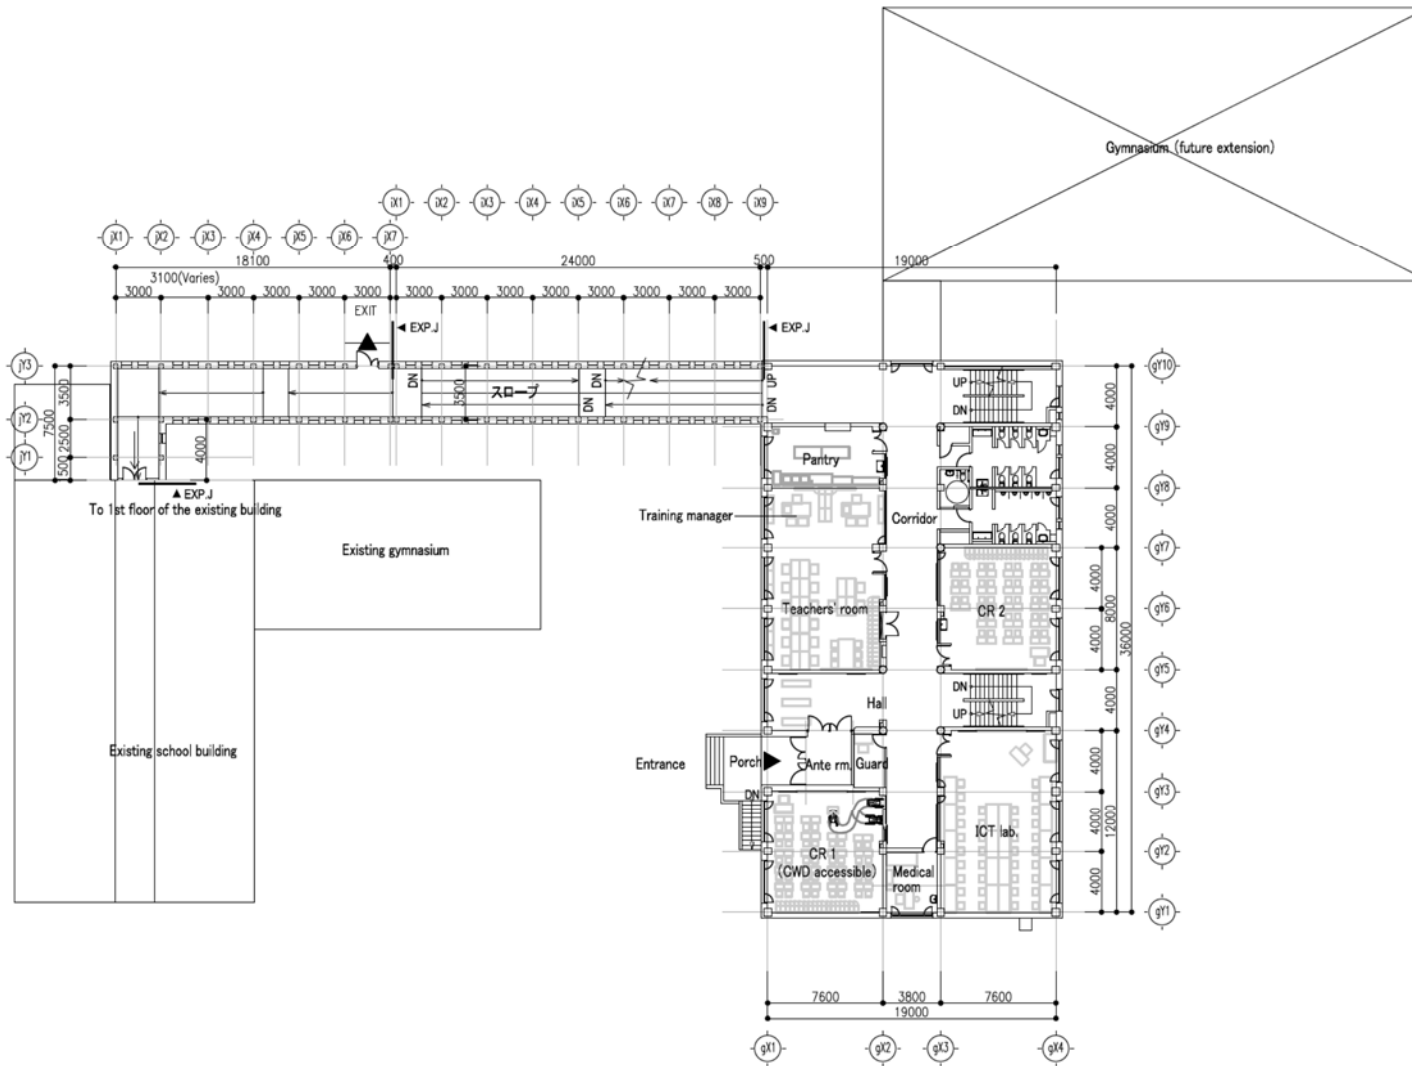 Gymnasium (future extension)
iX1 iX2 iX3 iX4 iX5 iX6 iX7 iX8 iX9
jX1 jX2 jX3 jX4 jX5 jX6 jX7
18100 400 24000 500 19000
3100(Varies)
3000 3000 3000 3000 3000 3000 3000 3000 3000 3000 3000 3000 3000
EXIT
EXP.J
EXP.J
jY3
jY2
jY1
3500
7500
2500
1500
4000
DN
3500
スロープ
DN
DN
UP
DN
UP
DN
gY10
gY9
gY8
gY7
gY6
gY5
gY4
gY3
gY2
gY1
4000
4000
4000
4000
8000
4000
36000
4000
4000
4000
12000
4000
EXP.J
To 1st floor of the existing building
Existing gymnasium
Existing school building
Pantry
Training manager
Corridor
Teachers' room
CR 2
Hall
DN
UP
Entrance
Porch
Ante rm.
Guard
DN
CR 1
(CWD accessible)
Medical
room
ICT lab.
7600 3800 7600
19000
gX1 gX2 gX3 gX4